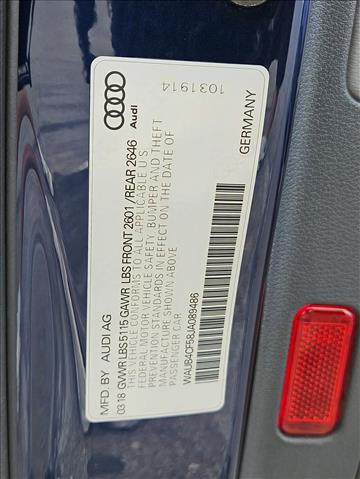 1031914
Audi
GERMANY
MFD. BY AUDI AG
03.18 GVWR LBS 5115 GAWR LBS FRONT 2601 / REAR 2646
THIS VEHICLE CONFORMS TO ALL APPLICABLE U S
FEDERAL MOTOR VEHICLE SAFETY, BUMPER AND THEFT
PREVENTION STANDARDS IN EFFECT ON THE DATE OF
MANUFACTURE SHOWN ABOVE.
PASSENGER CAR
WAUB4CF58JA089486